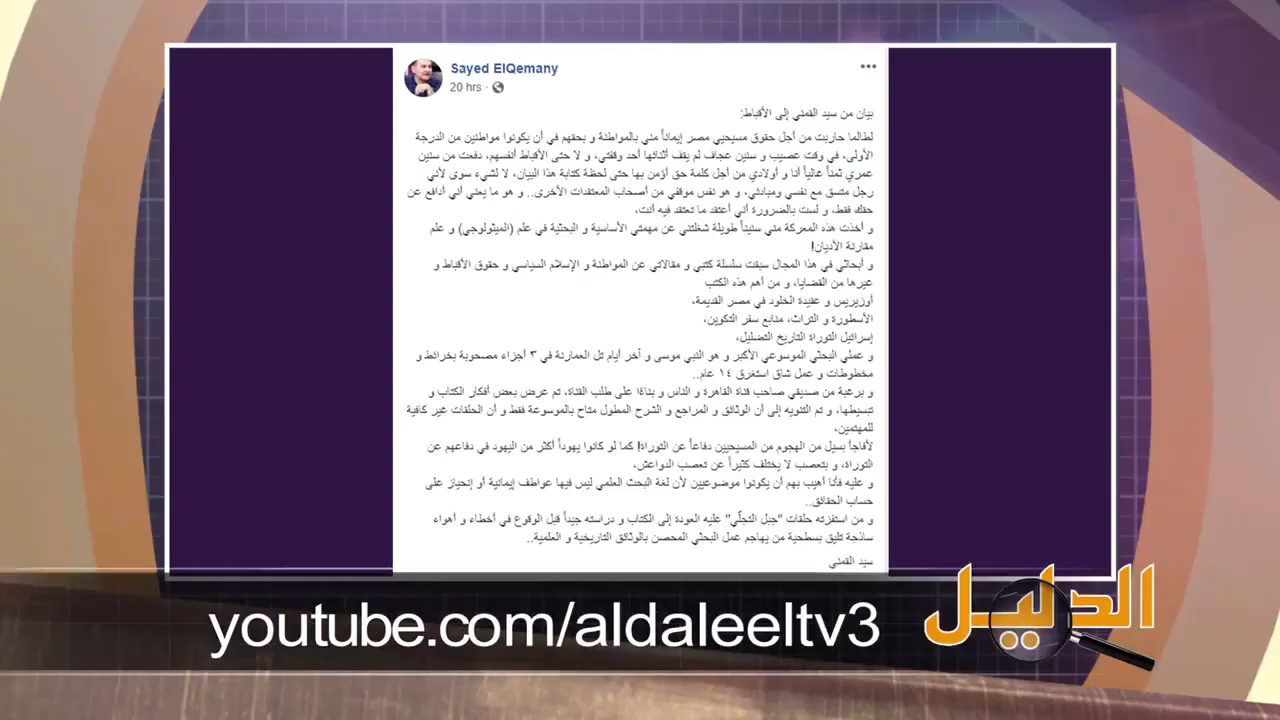 Sayed ElQemany
20 hrs ·
بيان من سيد القمني إلى الأقباط:
لطالما حاربت من أجل حقوق مسيحيي مصر إيماناً مني بالمواطنة و بحقهم في أن يكونوا مواطنين من الدرجة
الأولى، في وقت عصيب و سنين عجاف لم يقف أثنائها أحد وقفتي، و لا حتى الأقباط أنفسهم، دفعت من سنين
عمري ثمناً غالياً أنا و أولادي من أجل كلمة حق أؤمن بها حتى لحظة كتابة هذا البيان، لا لشيء سوى لأني
رجل متسق مع نفسي ومبادئي، و هو نفس موقفي من أصحاب المعتقدات الأخرى.. و هو ما يعني أني أدافع عن
حقك فقط، و لست بالضرورة أني أعتقد ما تعتقد فيه أنت،
و أخذت هذه المعركة مني سنيناً طويلة شغلتني عن مهمتي الأساسية و البحثية في علم (الميثولوجي) و علم
مقارنة الأديان!
و أبحاثي في هذا المجال سبقت سلسلة كتبي و مقالاتي عن المواطنة و الإسلام السياسي و حقوق الأقباط و
غيرها من القضايا، و من أهم هذه الكتب
أوزيريس و عقيدة الخلود في مصر القديمة،
الأسطورة و التراث، منابع سفر التكوين،
إسرائيل التوراة التاريخ التضليل،
و عملي البحثي الموسوعي الأكبر و هو النبي موسى و آخر أيام تل العمارنة في ٣ أجزاء مصحوبة بخرائط و
مخطوطات و عمل شاق استغرق ١٤ عام..
و برغبة من صديقي صاحب قناة القاهرة و الناس و بناءًا على طلب القناة، تم عرض بعض أفكار الكتاب و
تبسيطها، و تم التنويه إلى أن الوثائق و المراجع و الشرح المطول متاح بالموسوعة فقط و أن الحلقات غير كافية
للمهتمين،
لأفاجأ بسيل من الهجوم من المسيحيين دفاعاً عن التوراة! كما لو كانوا يهوداً أكثر من اليهود في دفاعهم عن
التوراة، و بتعصب لا يختلف كثيراً عن تعصب الدواعش،
و عليه فأنا أهيب بهم أن يكونوا موضوعيين لأن لغة البحث العلمي ليس فيها عواطف إيمانية أو إنحياز على
حساب الحقائق..
و من استفزته حلقات "جبل التجلّي" عليه العودة إلى الكتاب و دراسته جيداً قبل الوقوع في أخطاء و أهواء
ساذجة تليق بسطحية من يهاجم عمل البحثي المحصن بالوثائق التاريخية و العلمية..
سيد القمني
youtube.com/aldaleeltv3
الدليل